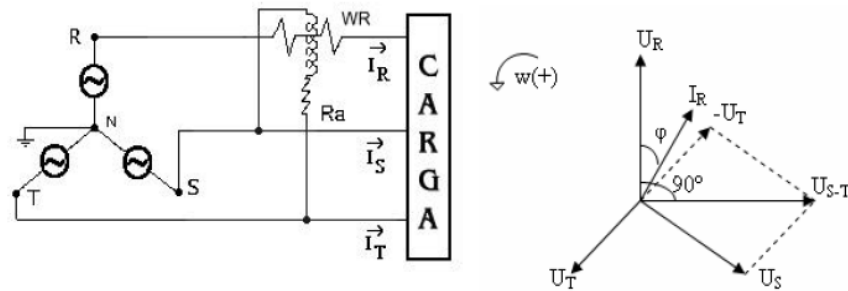 R
WR
I_R
C
A
R
G
A
Ra
N
I_S
T
S
I_T
U_R
w(+)
I_R
-U_T
φ
90°
U_S-T
U_T
U_S